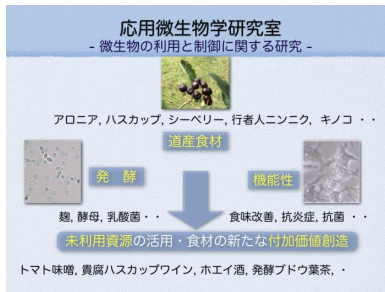 応用微生物学研究室
- 微生物の利用と制御に関する研究 -
アロニア, ハスカップ, シーベリー, 行者人ンニク, キノコ ・・
道産食材
発 酵
機能性
麹, 酵母, 乳酸菌・・
食味改善, 抗炎症, 抗菌 ・・
未利用資源の活用・食材の新たな付加価値創造
トマト味噌, 貴腐ハスカップワイン, ホエイ酒, 発酵ブドウ葉茶, ・